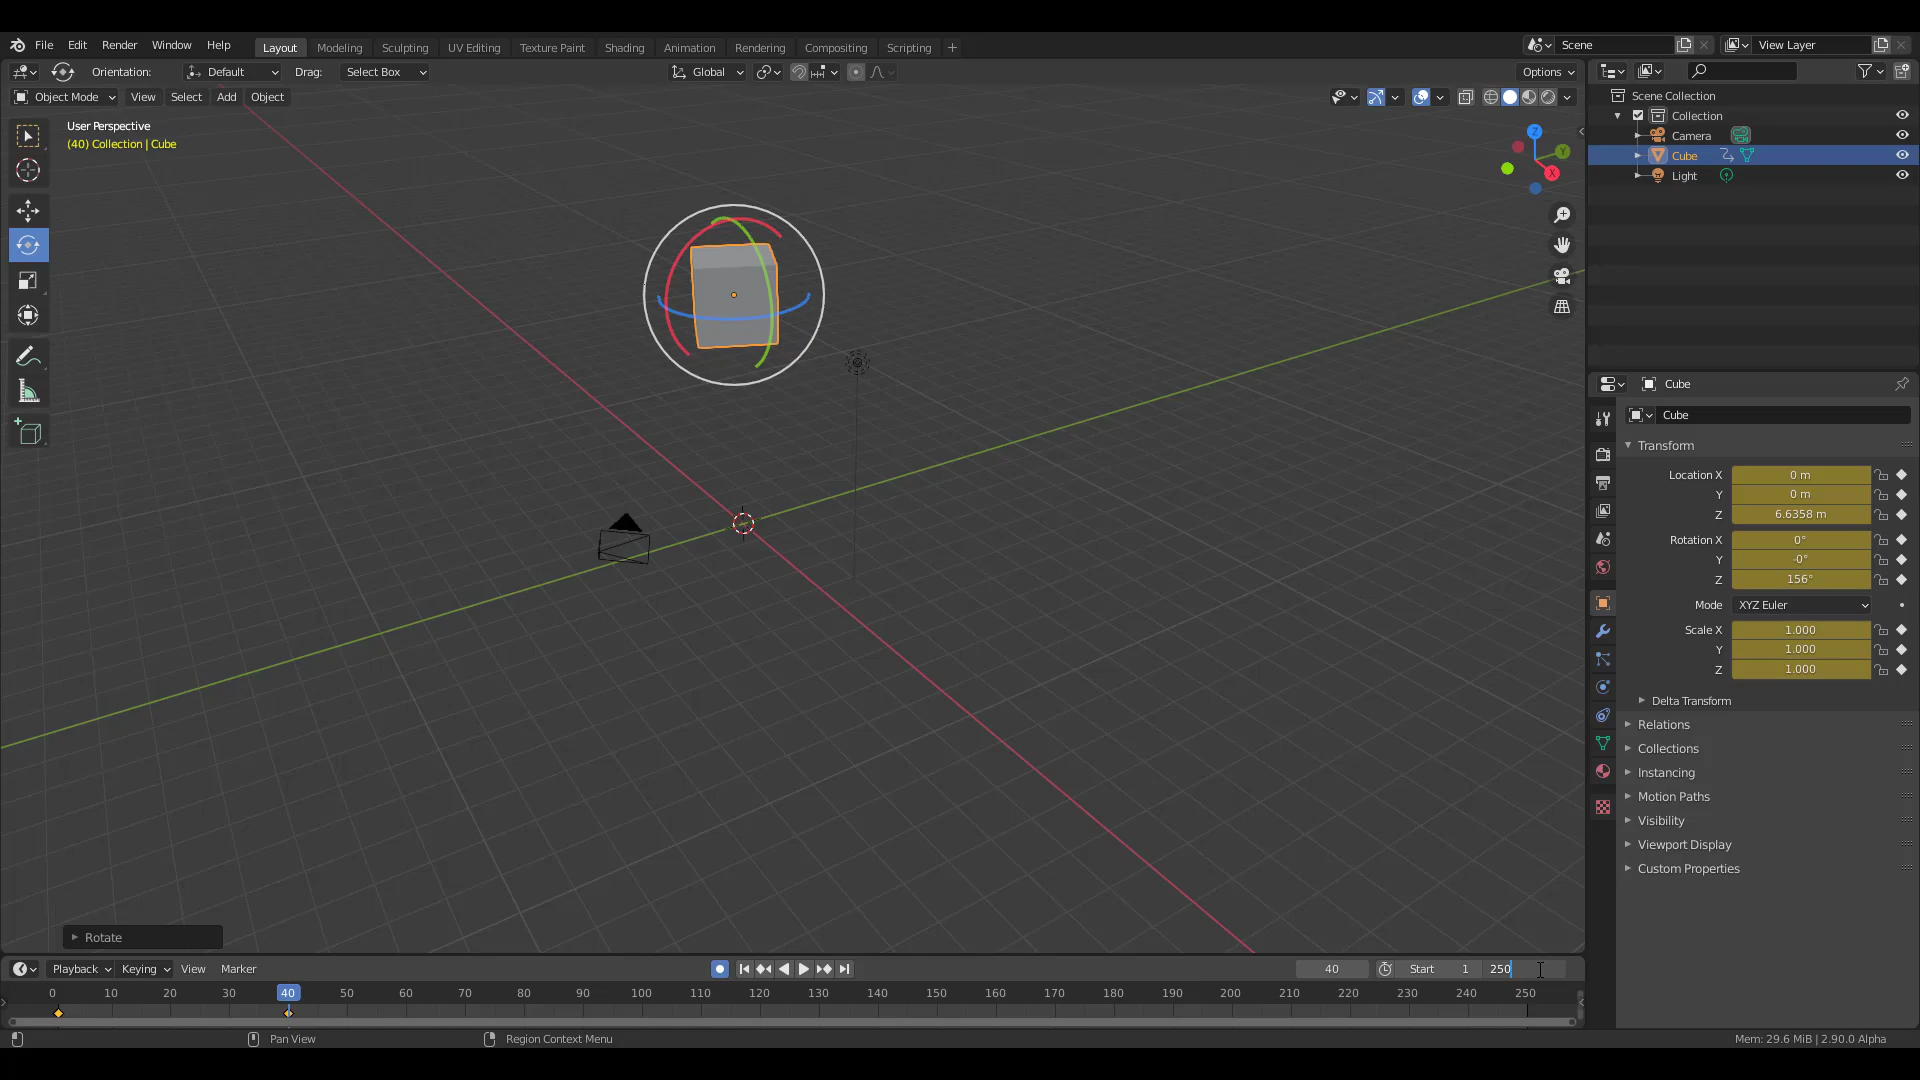 File Edit Render Window Help Layout Modeling Sculpting UV Editing Texture Paint Shading Animation Rendering Compositing Scripting + Scene View Layer
Orientation: Default Drag: Select Box Global Options
Object Mode View Select Add Object
User Perspective
(40) Collection | Cube
Z
Y
X
Scene Collection
Collection
Camera
Cube
Light
Cube
Cube
Transform
Location X 0 m
Y 0 m
Z 6.6358 m
Rotation X 0°
Y -0°
Z 156°
Mode XYZ Euler
Scale X 1.000
Y 1.000
Z 1.000
Delta Transform
Relations
Collections
Instancing
Motion Paths
Visibility
Viewport Display
Custom Properties
Rotate
Playback Keying View Marker 40 Start 1 250
0 10 20 30 40 50 60 70 80 90 100 110 120 130 140 150 160 170 180 190 200 210 220 230 240 250
Pan View Region Context Menu Mem: 29.6 MiB | 2.90.0 Alpha